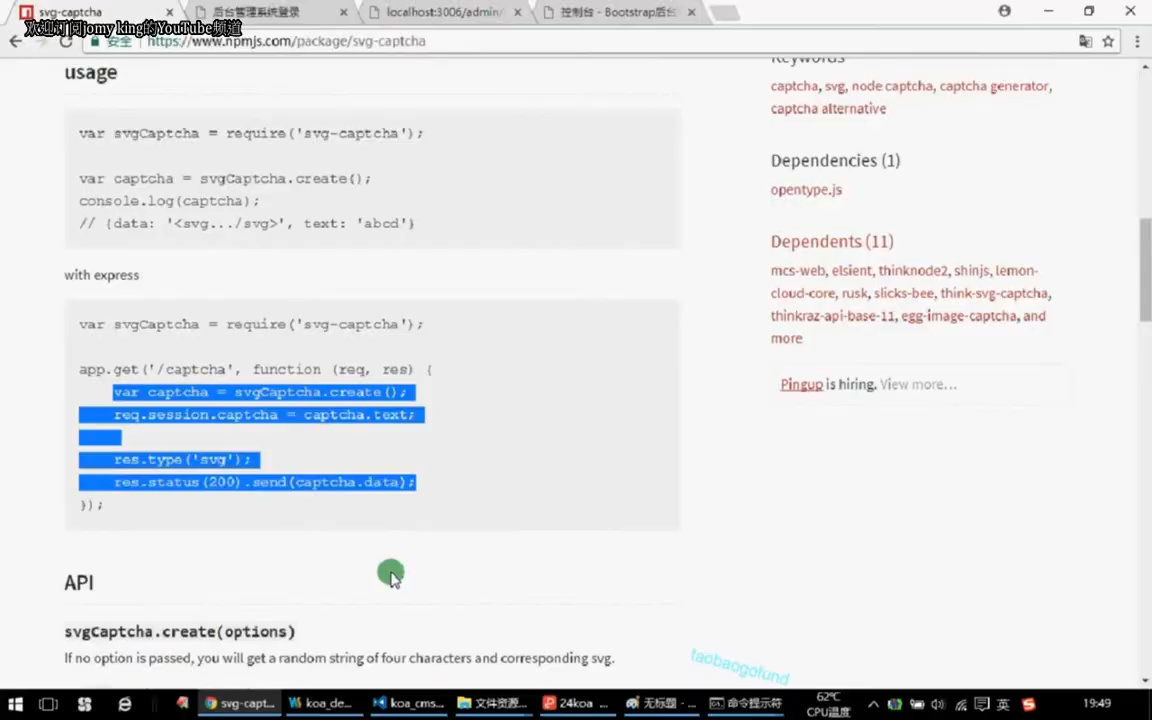 svg-captcha
后台管理系统登录
localhost:3006/admin/
控制台 - Bootstrap后台
欢迎订阅jomy king的YouTube频道
安全
https://www.npmjs.com/package/svg-captcha
usage
var svgCaptcha = require('svg-captcha');
var captcha = svgCaptcha.create();
console.log(captcha);
// {data: '<svg.../svg>', text: 'abcd'}
with express
var svgCaptcha = require('svg-captcha');
app.get('/captcha', function (req, res) {
var captcha = svgCaptcha.create();
req.session.captcha = captcha.text;
res.type('svg');
res.status(200).send(captcha.data);
});
API
svgCaptcha.create(options)
If no option is passed, you will get a random string of four characters and corresponding svg.
Keywords
captcha, svg, node captcha, captcha generator,
captcha alternative
Dependencies (1)
opentype.js
Dependents (11)
mcs-web, elsient, thinknode2, shinjs, lemon-
cloud-core, rusk, slicks-bee, think-svg-captcha,
thinkraz-api-base-11, egg-image-captcha, and
more
Pingup is hiring. View more...
taobaogofund
svg-capt...
koa_de...
koa_cms...
文件资源...
24koa ...
无标题 - ...
命令提示符
62℃
CPU温度
英
19:49